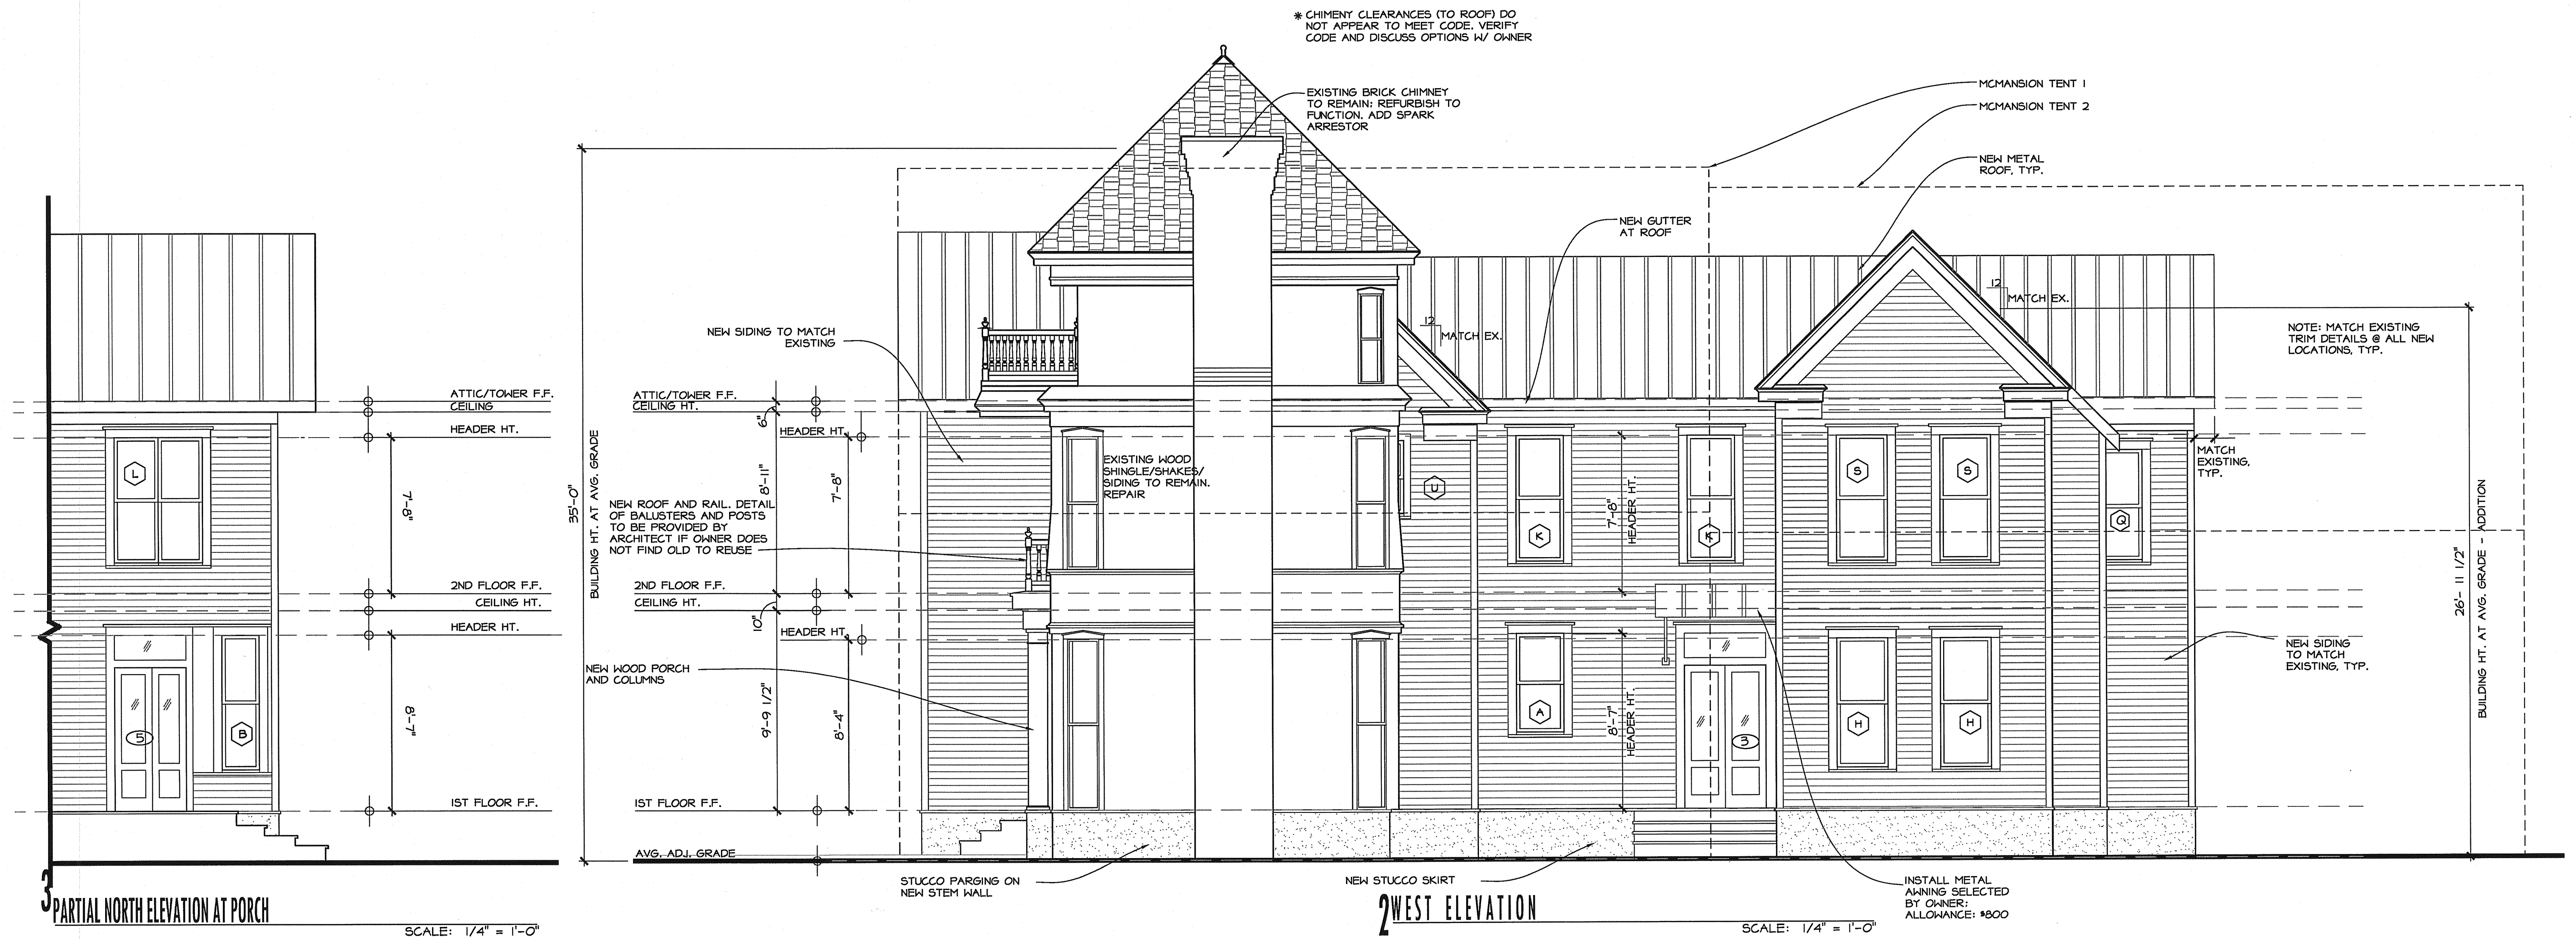 * CHIMENY CLEARANCES (TO ROOF) DO
NOT APPEAR TO MEET CODE. VERIFY
CODE AND DISCUSS OPTIONS W/ OWNER
EXISTING BRICK CHIMNEY
TO REMAIN; REFURBISH TO
FUNCTION. ADD SPARK
ARRESTOR
MCMANSION TENT 1
MCMANSION TENT 2
NEW METAL
ROOF, TYP.
NEW GUTTER
AT ROOF
12
MATCH EX.
12
MATCH EX.
NOTE: MATCH EXISTING
TRIM DETAILS @ ALL NEW
LOCATIONS, TYP.
NEW SIDING TO MATCH
EXISTING
ATTIC/TOWER F.F.
CEILING
HEADER HT.
L
7'-8"
2ND FLOOR F.F.
CEILING HT.
HEADER HT.
5
B
8'-7"
1ST FLOOR F.F.
3
PARTIAL NORTH ELEVATION AT PORCH
SCALE: 1/4" = 1'-0"
35'-0"
BUILDING HT. AT AVG. GRADE
ATTIC/TOWER F.F.
CEILING HT.
6"
HEADER HT.
8'-11"
7'-8"
NEW ROOF AND RAIL. DETAIL
OF BALUSTERS AND POSTS
TO BE PROVIDED BY
ARCHITECT IF OWNER DOES
NOT FIND OLD TO REUSE
2ND FLOOR F.F.
CEILING HT.
10"
HEADER HT.
NEW WOOD PORCH
AND COLUMNS
9'-9 1/2"
8'-4"
1ST FLOOR F.F.
AVG. ADJ. GRADE
EXISTING WOOD
SHINGLE/SHAKES/
SIDING TO REMAIN.
REPAIR
U
K
7'-8"
HEADER HT.
K
S
S
Q
MATCH
EXISTING,
TYP.
A
8'-7"
HEADER HT.
3
H
H
NEW SIDING
TO MATCH
EXISTING, TYP.
26'- 11 1/2"
BUILDING HT. AT AVG. GRADE - ADDITION
STUCCO PARGING ON
NEW STEM WALL
NEW STUCCO SKIRT
INSTALL METAL
AWNING SELECTED
BY OWNER;
ALLOWANCE: $800
2
WEST ELEVATION
SCALE: 1/4" = 1'-0"